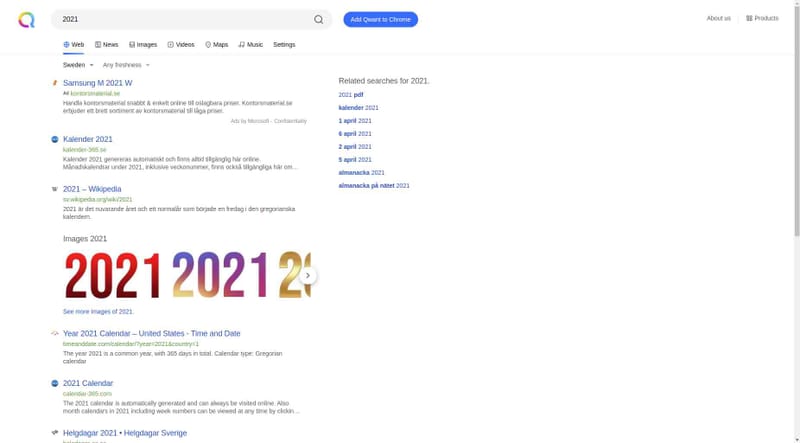 2021
Add Qwant to Chrome
About us
Products
Web
News
Images
Videos
Maps
Music
Settings
Sweden
Any freshness
Samsung M 2021 W
Ad kontorsmaterial.se
Handla kontorsmaterial snabbt & enkelt online till oslagbara priser. Kontorsmaterial.se
erbjuder ett brett sortiment av kontorsmaterial till låga priser.
Ads by Microsoft - Confidentiality
Kalender 2021
kalender-365.se
Kalender 2021 genereras automatiskt och finns alltid tillgänglig här online.
Månadskalendrar under 2021, inklusive veckonummer, finns också tillgängliga här om…
2021 – Wikipedia
sv.wikipedia.org/wiki/2021
2021 är det nuvarande året och ett normalår som började en fredag i den gregorianska
kalendern.
Images 2021
2021
2021
2
See more images of 2021.
Year 2021 Calendar – United States - Time and Date
timeanddate.com/calendar/?year=2021&country=1
The year 2021 is a common year, with 365 days in total. Calendar type: Gregorian
calendar
2021 Calendar
calendar-365.com
The 2021 calendar is automatically generated and can always be visited online. Also
month calendars in 2021 including week numbers can be viewed at any time by clickin…
Helgdagar 2021 • Helgdagar Sverige
Related searches for 2021.
2021 pdf
kalender 2021
1 april 2021
6 april 2021
2 april 2021
5 april 2021
almanacka 2021
almanacka på nätet 2021